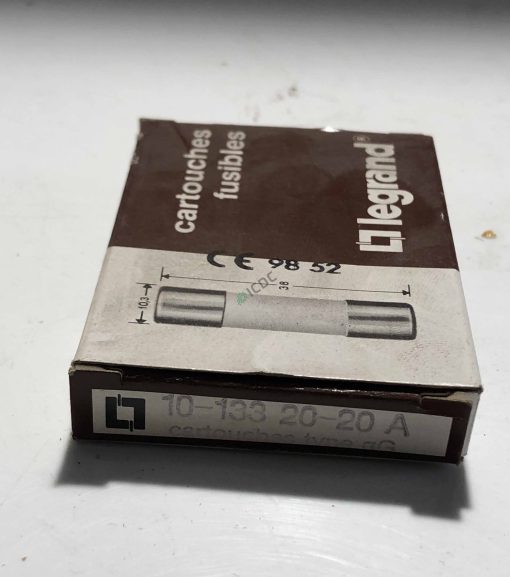 cartouches
fusibles
legrand®
CE 98 52
38
10,3
ICDC
10-133 20-20 A
cartouches type gG